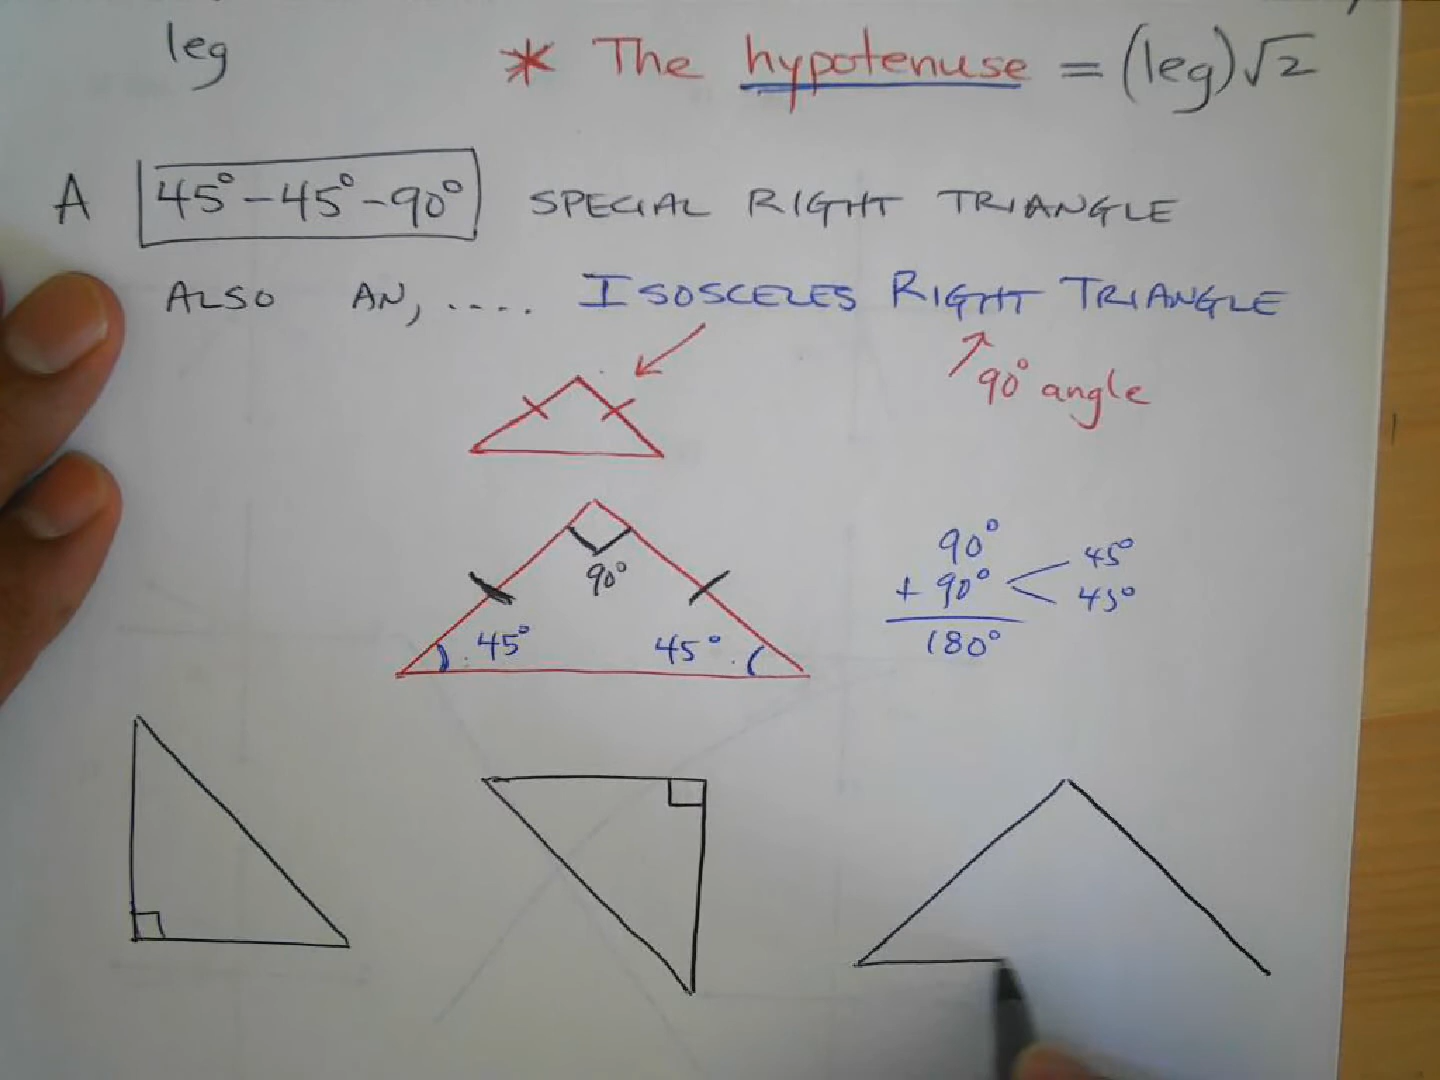 leg
* The hypotenuse = (leg)√2
A 45°-45°-90° SPECIAL RIGHT TRIANGLE
ALSO AN, .... ISOSCELES RIGHT TRIANGLE
90° angle
90°
45° 45°
90° 45°
+ 90° 45°
180°